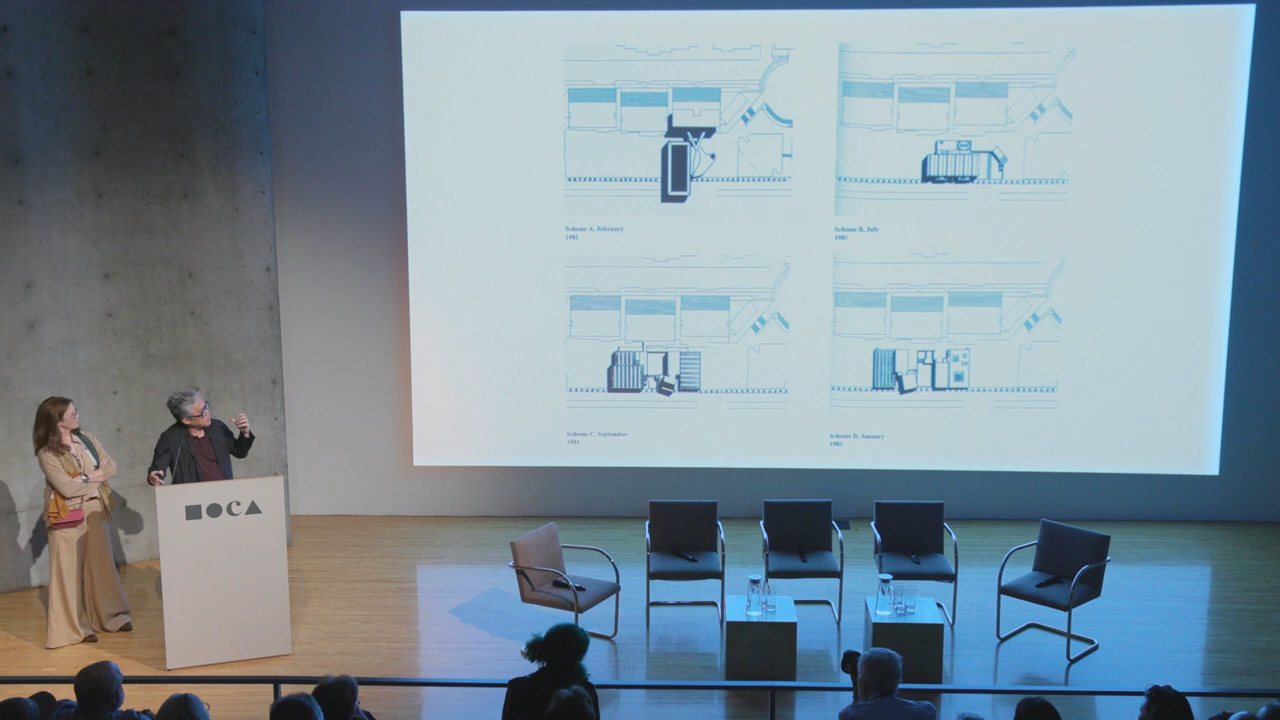 Scheme A, February
1981
Scheme B, July
1981
Scheme C, September
1981
Scheme D, January
1982
MOCA